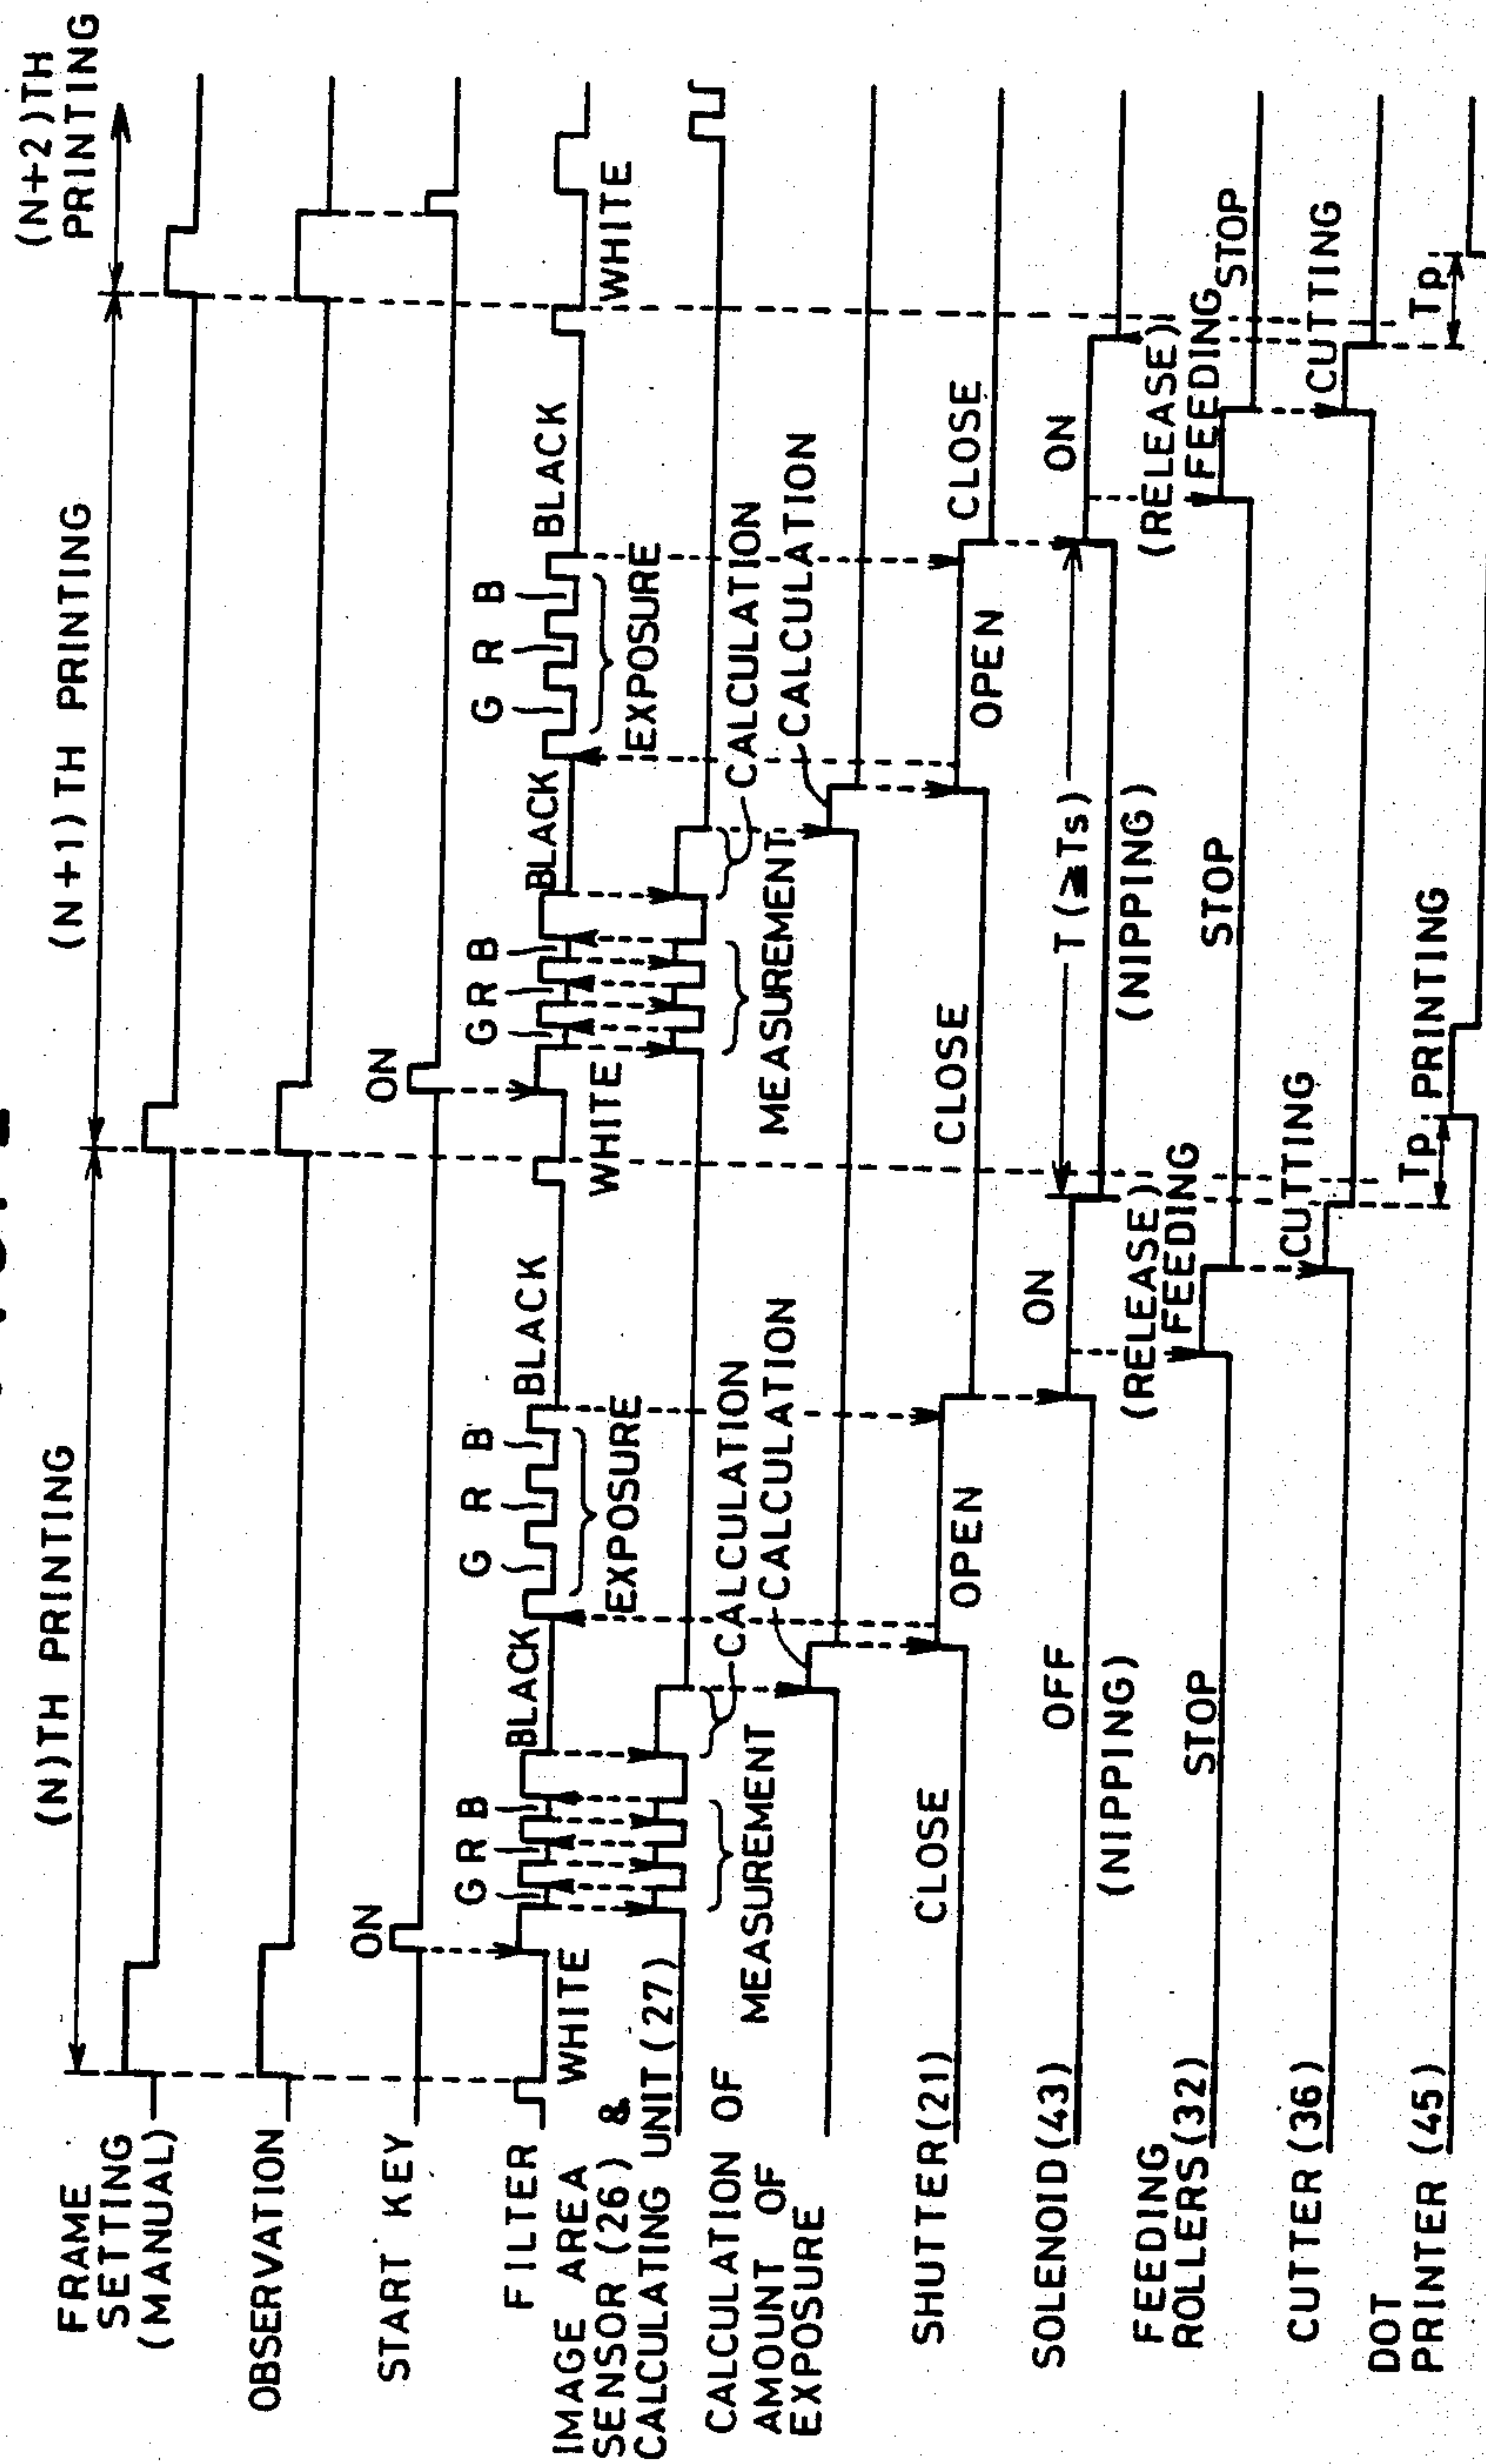 (N)TH PRINTING
(N+1)TH PRINTING
(N+2)TH
PRINTING
FRAME
SETTING
(MANUAL)
OBSERVATION
START KEY
ON
ON
FILTER
WHITE
G R B
BLACK
G R B
EXPOSURE
BLACK
WHITE
G R B
BLACK
G R B
EXPOSURE
BLACK
WHITE
IMAGE AREA
SENSOR (26) &
CALCULATING UNIT (27)
MEASUREMENT
CALCULATION
MEASUREMENT
CALCULATION
CALCULATION OF
AMOUNT OF
EXPOSURE
CALCULATION
CALCULATION
SHUTTER (21)
CLOSE
OPEN
CLOSE
OPEN
CLOSE
SOLENOID (43)
OFF
(NIPPING)
ON
(RELEASE)
T (≧Ts)
(NIPPING)
ON
(RELEASE)
FEEDING
ROLLERS (32)
STOP
FEEDING
STOP
FEEDING
STOP
CUTTER (36)
CUTTING
CUTTING
DOT
PRINTER (45)
Tp
PRINTING
Tp